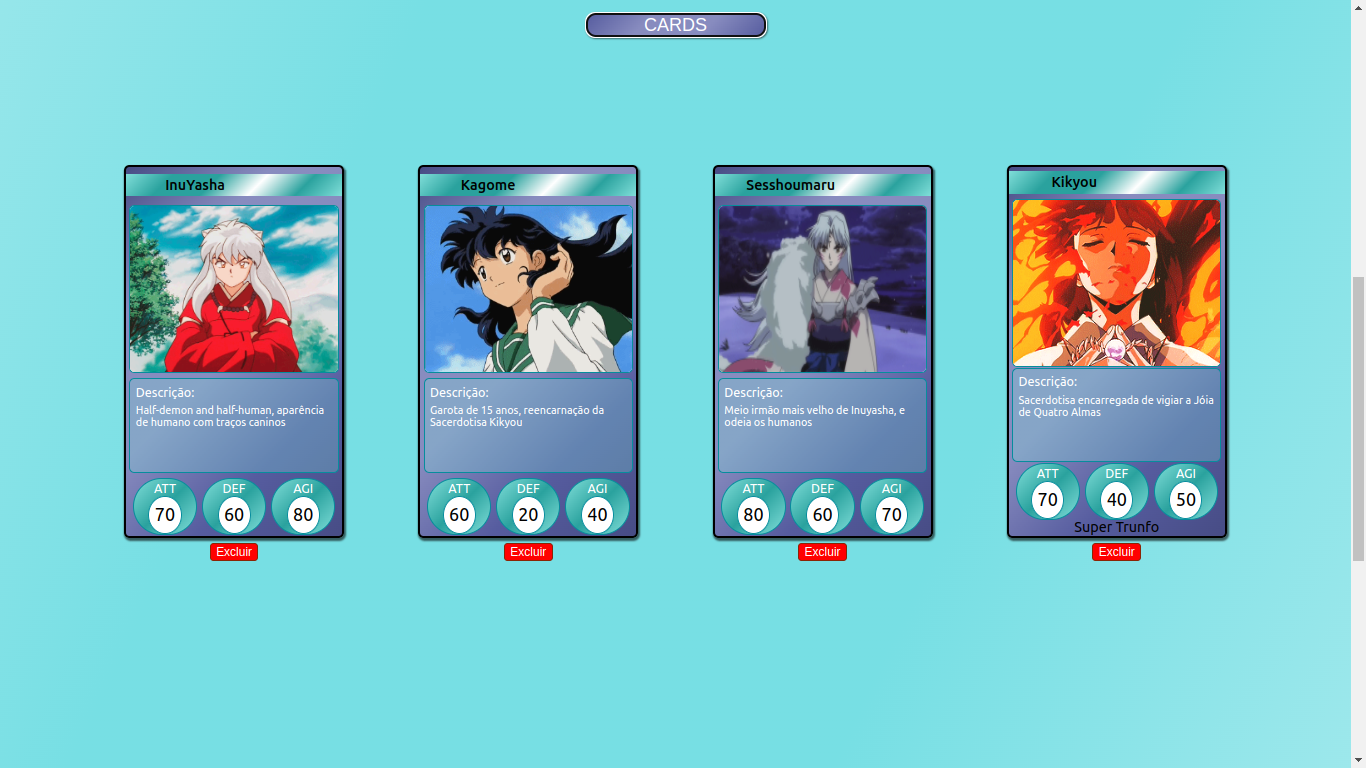 CARDS
InuYasha
Descrição:
Half-demon and half-human, aparência
de humano com traços caninos
ATT DEF AGI
70 60 80
Excluir
Kagome
Descrição:
Garota de 15 anos, reencarnação da
Sacerdotisa Kikyou
ATT DEF AGI
60 20 40
Excluir
Sesshoumaru
Descrição:
Meio irmão mais velho de Inuyasha, e
odeia os humanos
ATT DEF AGI
80 60 70
Excluir
Kikyou
Descrição:
Sacerdotisa encarregada de vigiar a Jóia
de Quatro Almas
ATT DEF AGI
70 40 50
Super Trunfo
Excluir